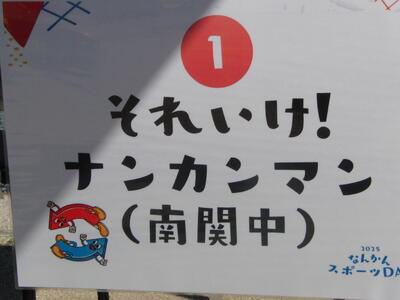 1
それいけ!
ナンカンマン
(南関中)
2025
なんかん
スポーツDA